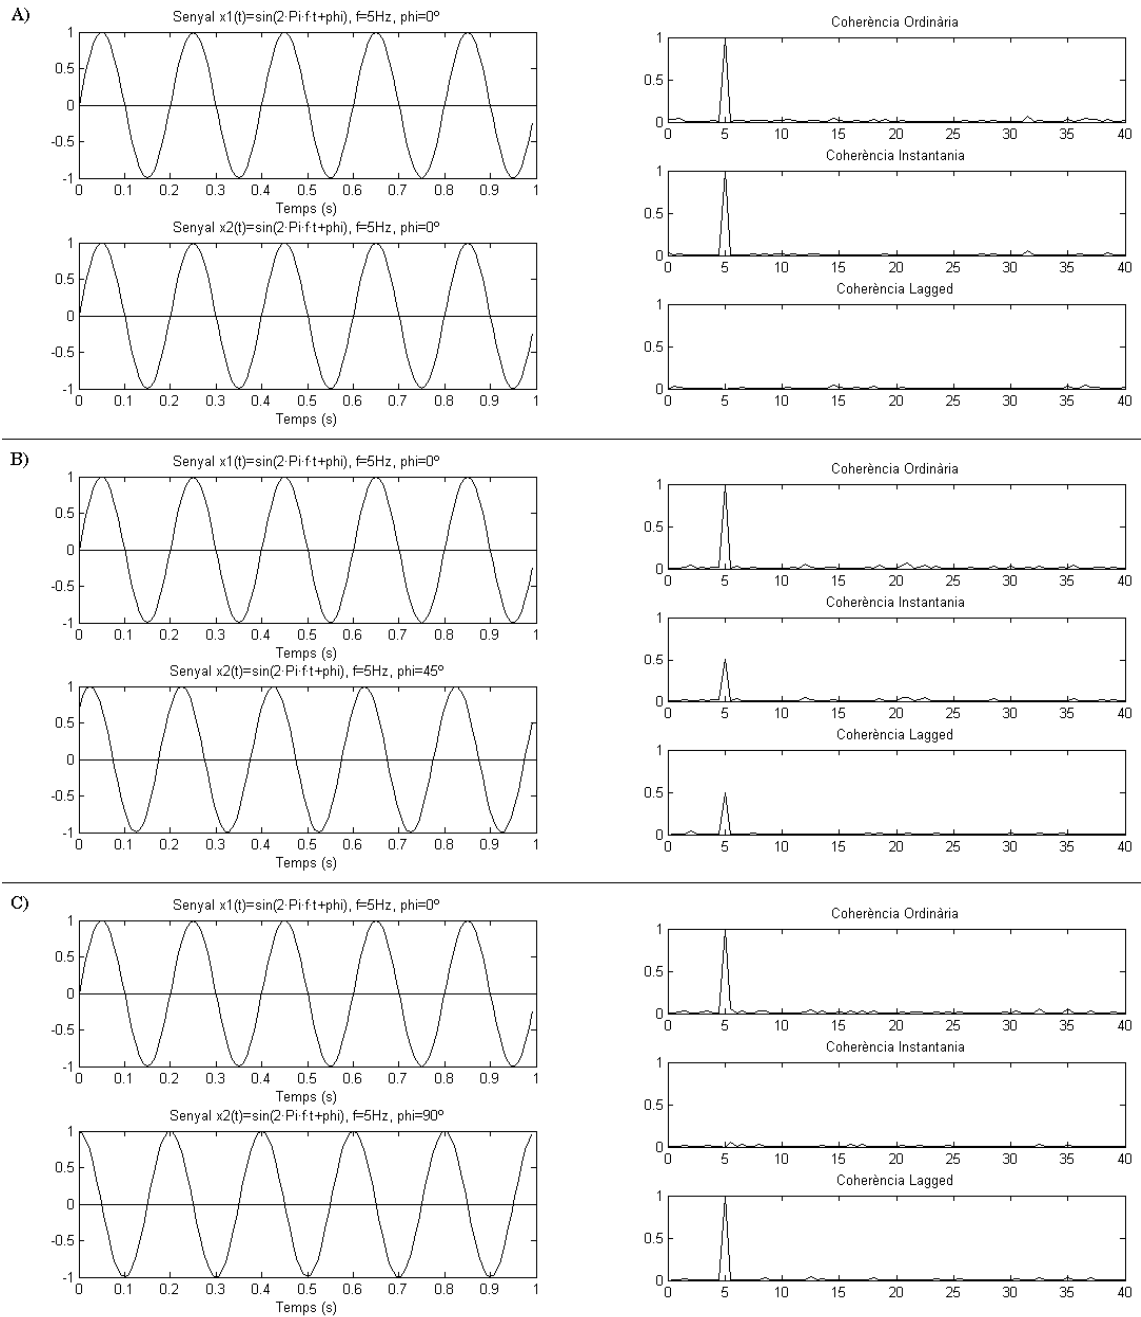 A)
Senyal x1(t)=sin(2·Pi·f·t+phi), f=5Hz, phi=0º
1
0.5
0
-0.5
-1
0 0.1 0.2 0.3 0.4 0.5 0.6 0.7 0.8 0.9 1
Temps (s)
Senyal x2(t)=sin(2·Pi·f·t+phi), f=5Hz, phi=0º
1
0.5
0
-0.5
-1
0 0.1 0.2 0.3 0.4 0.5 0.6 0.7 0.8 0.9 1
Temps (s)
Coherència Ordinària
1
0.5
0
0 5 10 15 20 25 30 35 40
Coherència Instantania
1
0.5
0
0 5 10 15 20 25 30 35 40
Coherència Lagged
1
0.5
0
0 5 10 15 20 25 30 35 40
B)
Senyal x1(t)=sin(2·Pi·f·t+phi), f=5Hz, phi=0º
1
0.5
0
-0.5
-1
0 0.1 0.2 0.3 0.4 0.5 0.6 0.7 0.8 0.9 1
Temps (s)
Senyal x2(t)=sin(2·Pi·f·t+phi), f=5Hz, phi=45º
1
0.5
0
-0.5
-1
0 0.1 0.2 0.3 0.4 0.5 0.6 0.7 0.8 0.9 1
Temps (s)
Coherència Ordinària
1
0.5
0
0 5 10 15 20 25 30 35 40
Coherència Instantania
1
0.5
0
0 5 10 15 20 25 30 35 40
Coherència Lagged
1
0.5
0
0 5 10 15 20 25 30 35 40
C)
Senyal x1(t)=sin(2·Pi·f·t+phi), f=5Hz, phi=0º
1
0.5
0
-0.5
-1
0 0.1 0.2 0.3 0.4 0.5 0.6 0.7 0.8 0.9 1
Temps (s)
Senyal x2(t)=sin(2·Pi·f·t+phi), f=5Hz, phi=90º
1
0.5
0
-0.5
-1
0 0.1 0.2 0.3 0.4 0.5 0.6 0.7 0.8 0.9 1
Temps (s)
Coherència Ordinària
1
0.5
0
0 5 10 15 20 25 30 35 40
Coherència Instantania
1
0.5
0
0 5 10 15 20 25 30 35 40
Coherència Lagged
1
0.5
0
0 5 10 15 20 25 30 35 40